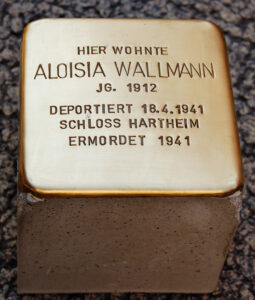 HIER WOHNTE
ALOISIA WALLMANN
JG. 1912
DEPORTIERT 18.4.1941
SCHLOSS HARTHEIM
ERMORDET 1941